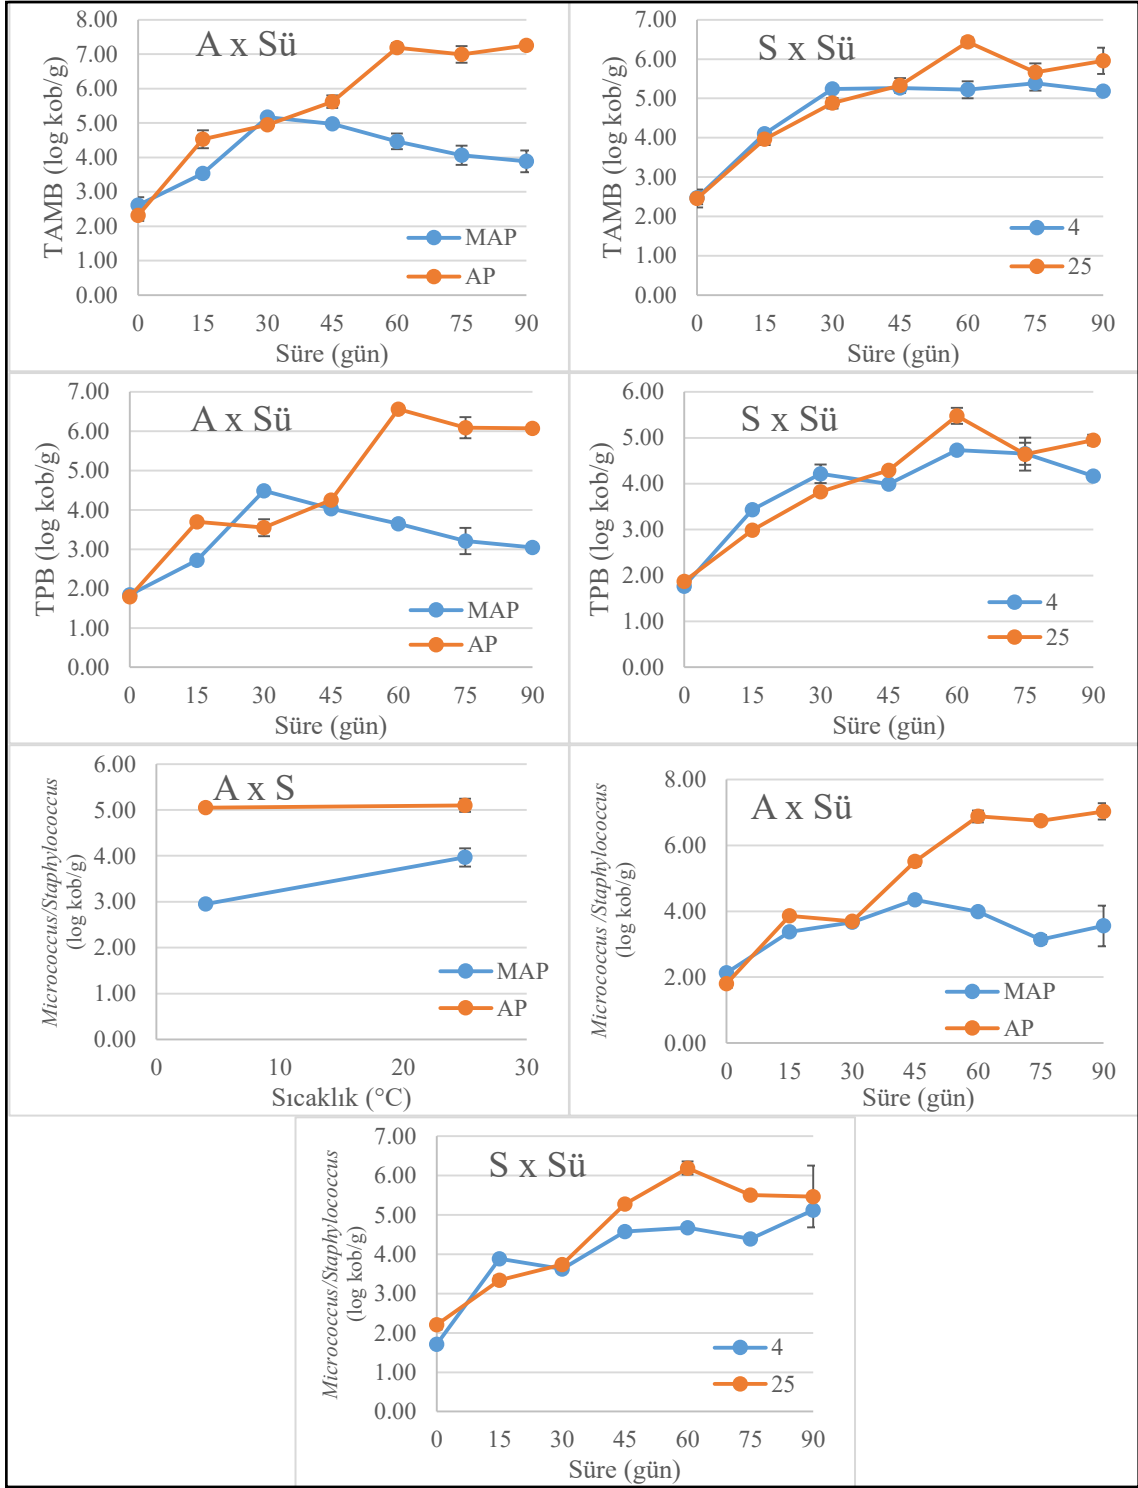 A x Sü
TAMB (log kob/g)
8.00
7.00
6.00
5.00
4.00
3.00
2.00
1.00
0.00
MAP
AP
0 15 30 45 60 75 90
Süre (gün)
S x Sü
TAMB (log kob/g)
7.00
6.00
5.00
4.00
3.00
2.00
1.00
0.00
4
25
0 15 30 45 60 75 90
Süre (gün)
A x Sü
TPB (log kob/g)
7.00
6.00
5.00
4.00
3.00
2.00
1.00
0.00
MAP
AP
0 15 30 45 60 75 90
Süre (gün)
S x Sü
TPB (log kob/g)
6.00
5.00
4.00
3.00
2.00
1.00
0.00
4
25
0 15 30 45 60 75 90
Süre (gün)
A x S
Micrococcus/Staphylococcus
(log kob/g)
6.00
5.00
4.00
3.00
2.00
1.00
0.00
MAP
AP
0 10 20 30
Sıcaklık (°C)
A x Sü
Micrococcus /Staphylococcus
(log kob/g)
8.00
6.00
4.00
2.00
0.00
MAP
AP
0 15 30 45 60 75 90
Süre (gün)
S x Sü
Micrococcus/Staphylococcus
(log kob/g)
7.00
6.00
5.00
4.00
3.00
2.00
1.00
0.00
4
25
0 15 30 45 60 75 90
Süre (gün)